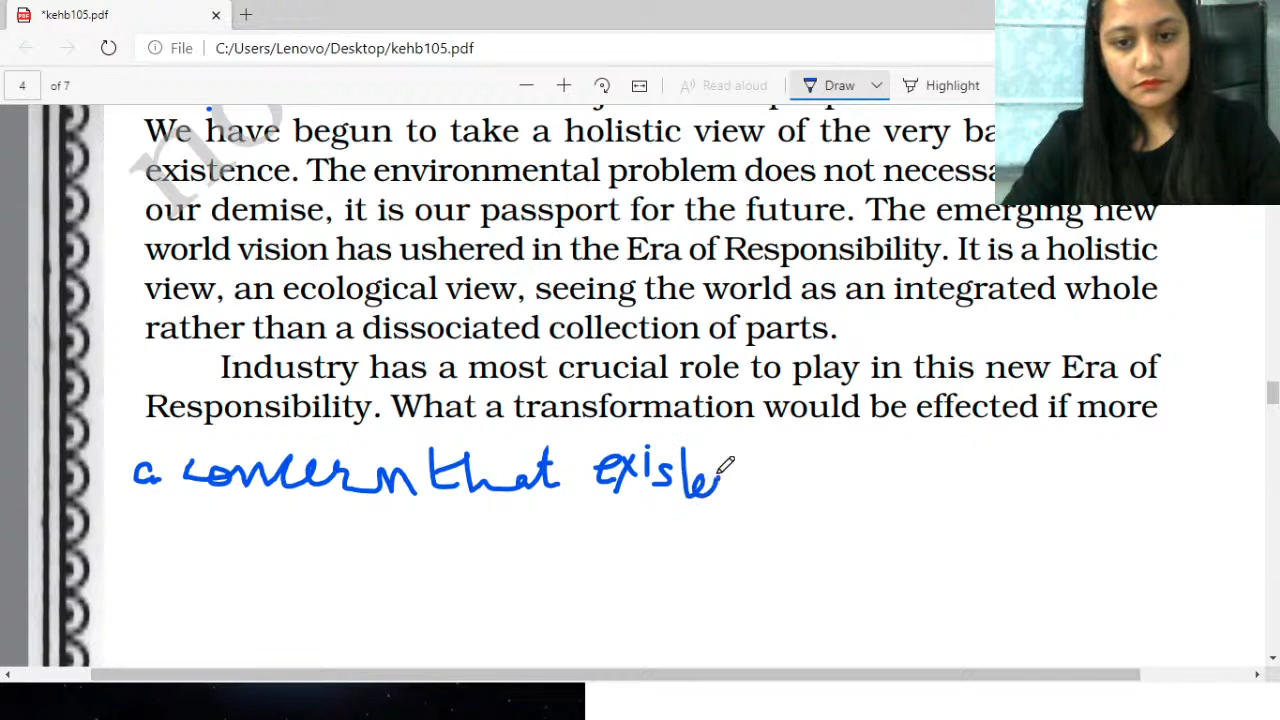 *kehb105.pdf
File C:/Users/Lenovo/Desktop/kehb105.pdf
4 of 7 Read aloud Draw Highlight
no
We have begun to take a holistic view of the very ba
existence. The environmental problem does not necessa
our demise, it is our passport for the future. The emerging new
world vision has ushered in the Era of Responsibility. It is a holistic
view, an ecological view, seeing the world as an integrated whole
rather than a dissociated collection of parts.
Industry has a most crucial role to play in this new Era of
Responsibility. What a transformation would be effected if more
a concern that